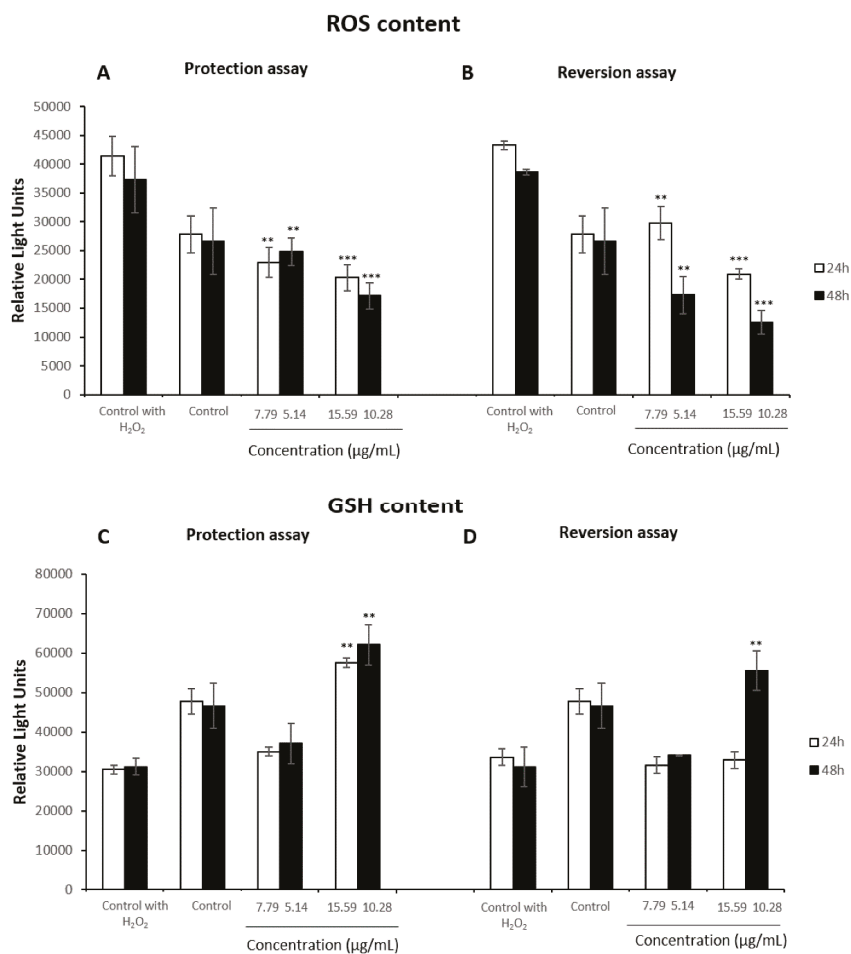 ROS content
A
Protection assay
B
Reversion assay
Relative Light Units
50000
45000
40000
35000
30000
25000
20000
15000
10000
5000
0
** ** *** ***
** ** *** ***
24h
48h
Control with H₂O₂
Control
7.79 5.14
15.59 10.28
Concentration (µg/mL)
Control with H₂O₂
Control
7.79 5.14
15.59 10.28
Concentration (µg/mL)
GSH content
C
Protection assay
D
Reversion assay
Relative Light Units
80000
70000
60000
50000
40000
30000
20000
10000
0
** **
**
24h
48h
Control with H₂O₂
Control
7.79 5.14
15.59 10.28
Concentration (µg/mL)
Control with H₂O₂
Control
7.79 5.14
15.59 10.28
Concentration (µg/mL)